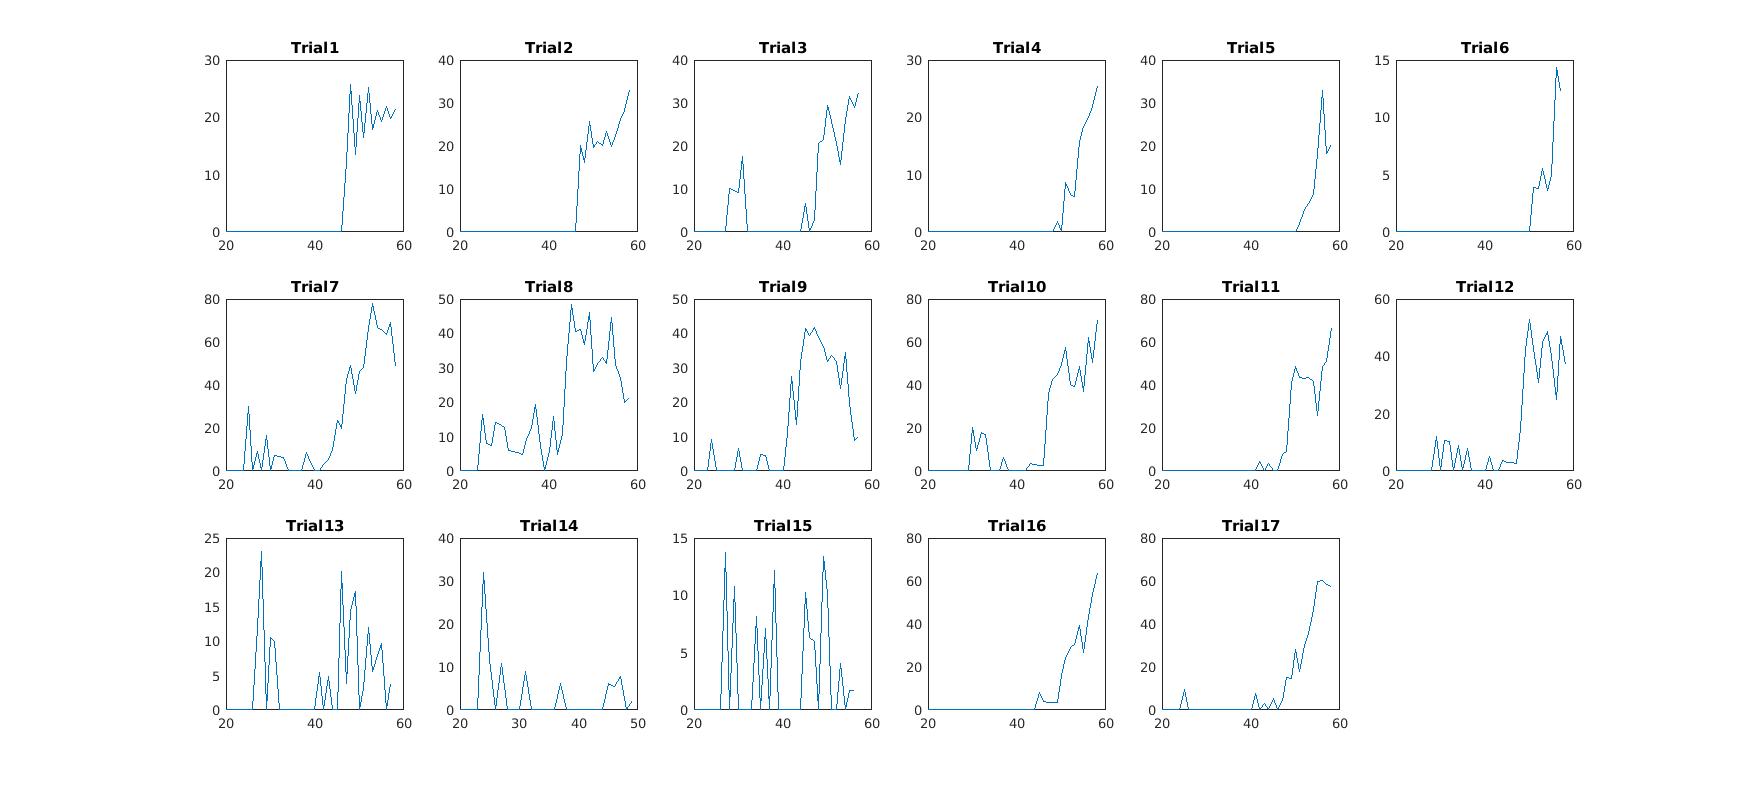 Trial1 Trial2 Trial3 Trial4 Trial5 Trial6
30 40 40 30 40 15
30 30 30
20 20 10
20 20 20
10 10 5
10 10 10
0 0 0 0 0 0
20 40 60 20 40 60 20 40 60 20 40 60 20 40 60 20 40 60
Trial7 Trial8 Trial9 Trial10 Trial11 Trial12
80 50 50 80 80 60
40 40
60 60 60 40
30 30
40 40 40
20 20 20
20 20 20
10 10
0 0 0 0 0 0
20 40 60 20 40 60 20 40 60 20 40 60 20 40 60 20 40 60
Trial13 Trial14 Trial15 Trial16 Trial17
25 40 15 80 80
20 30 60 60
15 10
20 40 40
10 5
5 10 20 20
0 0 0 0 0
20 40 60 20 30 40 50 20 40 60 20 40 60 20 40 60